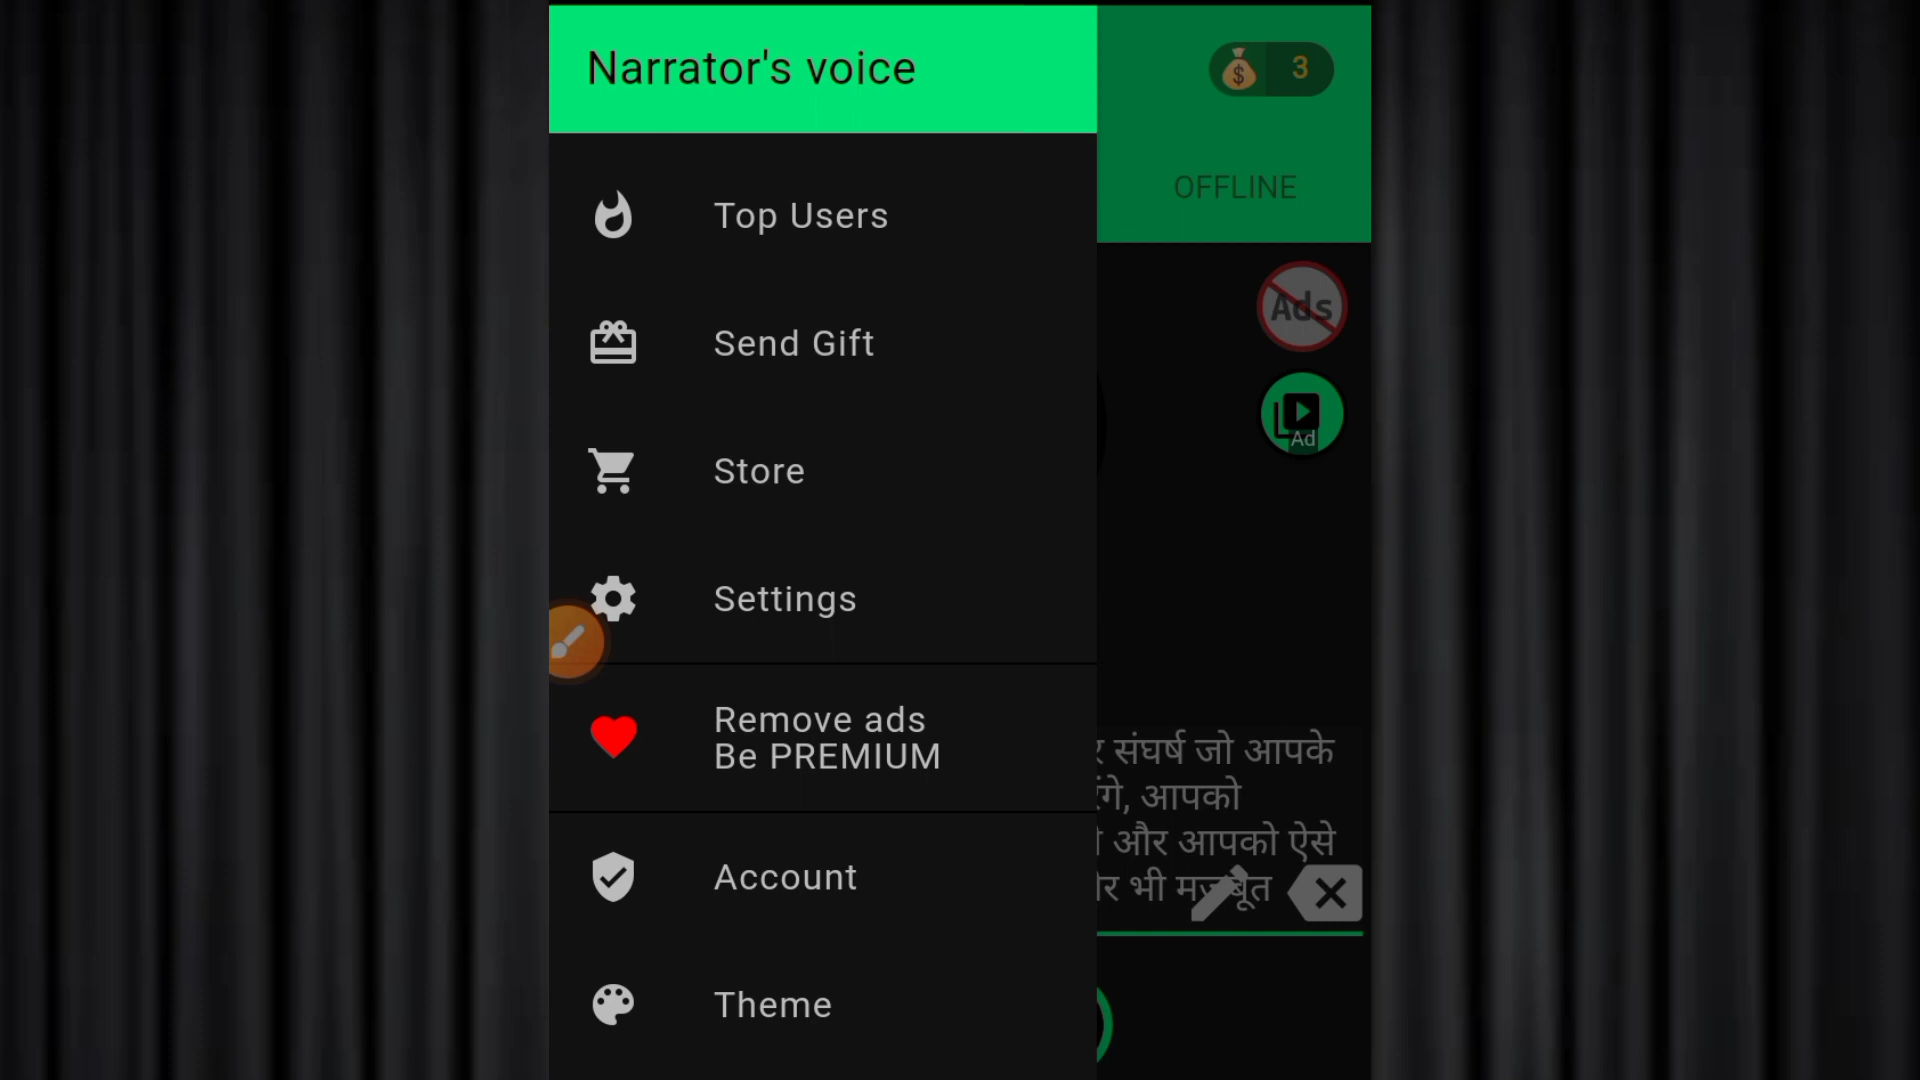 Narrator's voice
3
OFFLINE
Ads
Ad
Top Users
Send Gift
Store
Settings
Remove ads
Be PREMIUM
Account
Theme
संघर्ष जो आपके
आपको
और आपको ऐसे
भी मजबूत